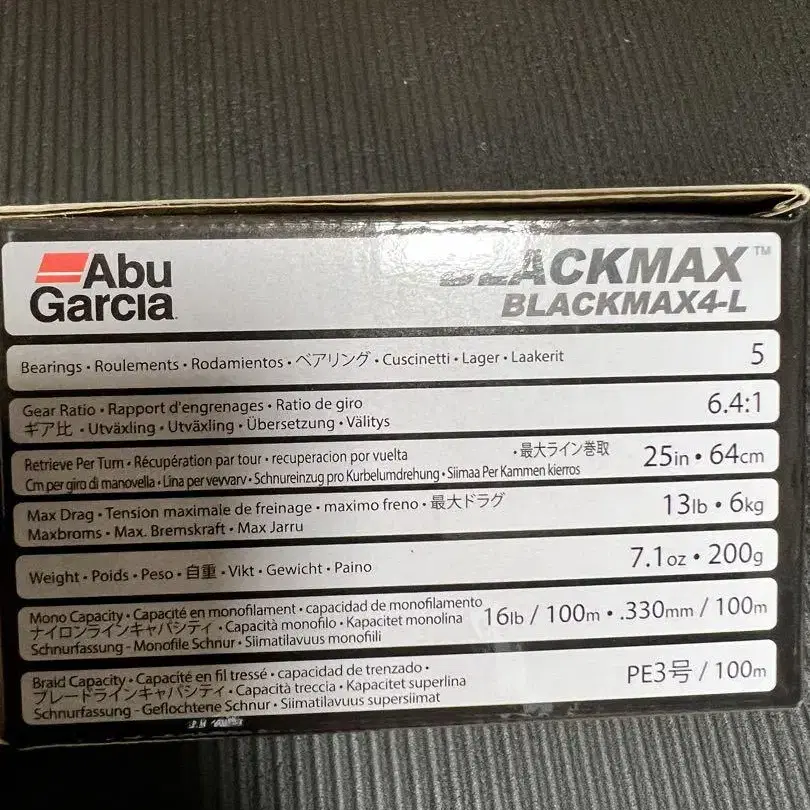 Abu
Garcia
BLACKMAX™
BLACKMAX4-L
Bearings • Roulements • Rodamientos • ベアリング • Cuscinetti • Lager • Laakerit
5
Gear Ratio • Rapport d'engrenages • Ratio de giro
ギア比 • Utväxling • Utväxling • Übersetzung • Välitys
6.4:1
Retrieve Per Turn • Récupération par tour • recuperacion por vuelta • 最大ライン巻取
Cm per giro di manovella • Lina per vevvarv • Schnureinzug pro Kurbelumdrehung • Siimaa Per Kammen kierros
25in • 64cm
Max Drag • Tension maximale de freinage • maximo freno • 最大ドラグ
Maxbroms • Max. Bremskraft • Max Jarru
13lb • 6kg
Weight • Poids • Peso • 自重 • Vikt • Gewicht • Paino
7.1oz • 200g
Mono Capacity • Capacité en monofilament • capacidad de monofilamento
ナイロンラインキャパシティ • Capacità monofilo • Kapacitet monolina
Schnurfassung - Monofile Schnur • Siimatilavuus monofiili
16lb / 100m • .330mm / 100m
Braid Capacity • Capacité en fil tressé • capacidad de trenzado •
ブレードラインキャパシティ • Capacità treccia • Kapacitet superlina
Schnurfassung - Geflochtene Schnur • Siimatilavuus supersiimat
PE3号 / 100m